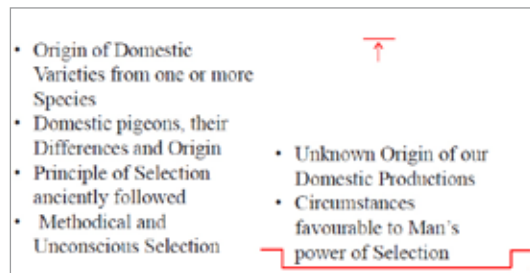 • Origin of Domestic
Varieties from one or more
Species
• Domestic pigeons, their
Differences and Origin
• Principle of Selection
anciently followed
• Methodical and
Unconscious Selection
• Unknown Origin of our
Domestic Productions
• Circumstances
favourable to Man's
power of Selection